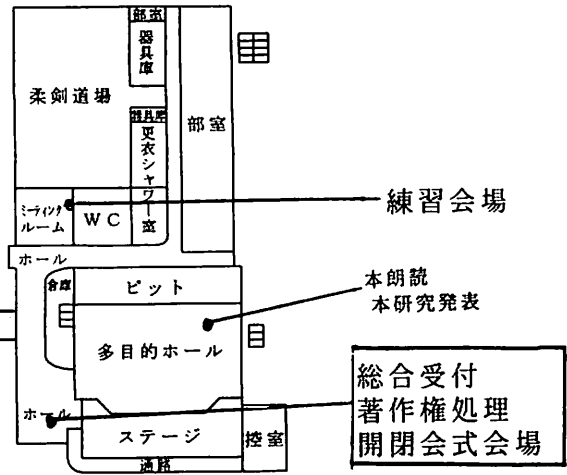 部室
器具庫
柔剣道場
器具庫
更衣シャワー室
部室
ミーティング
ルーム
WC
練習会場
ホール
倉庫
ピット
本朗読
本研究発表
多目的ホール
総合受付
著作権処理
開閉会式会場
ホール
ステージ
控室
通路